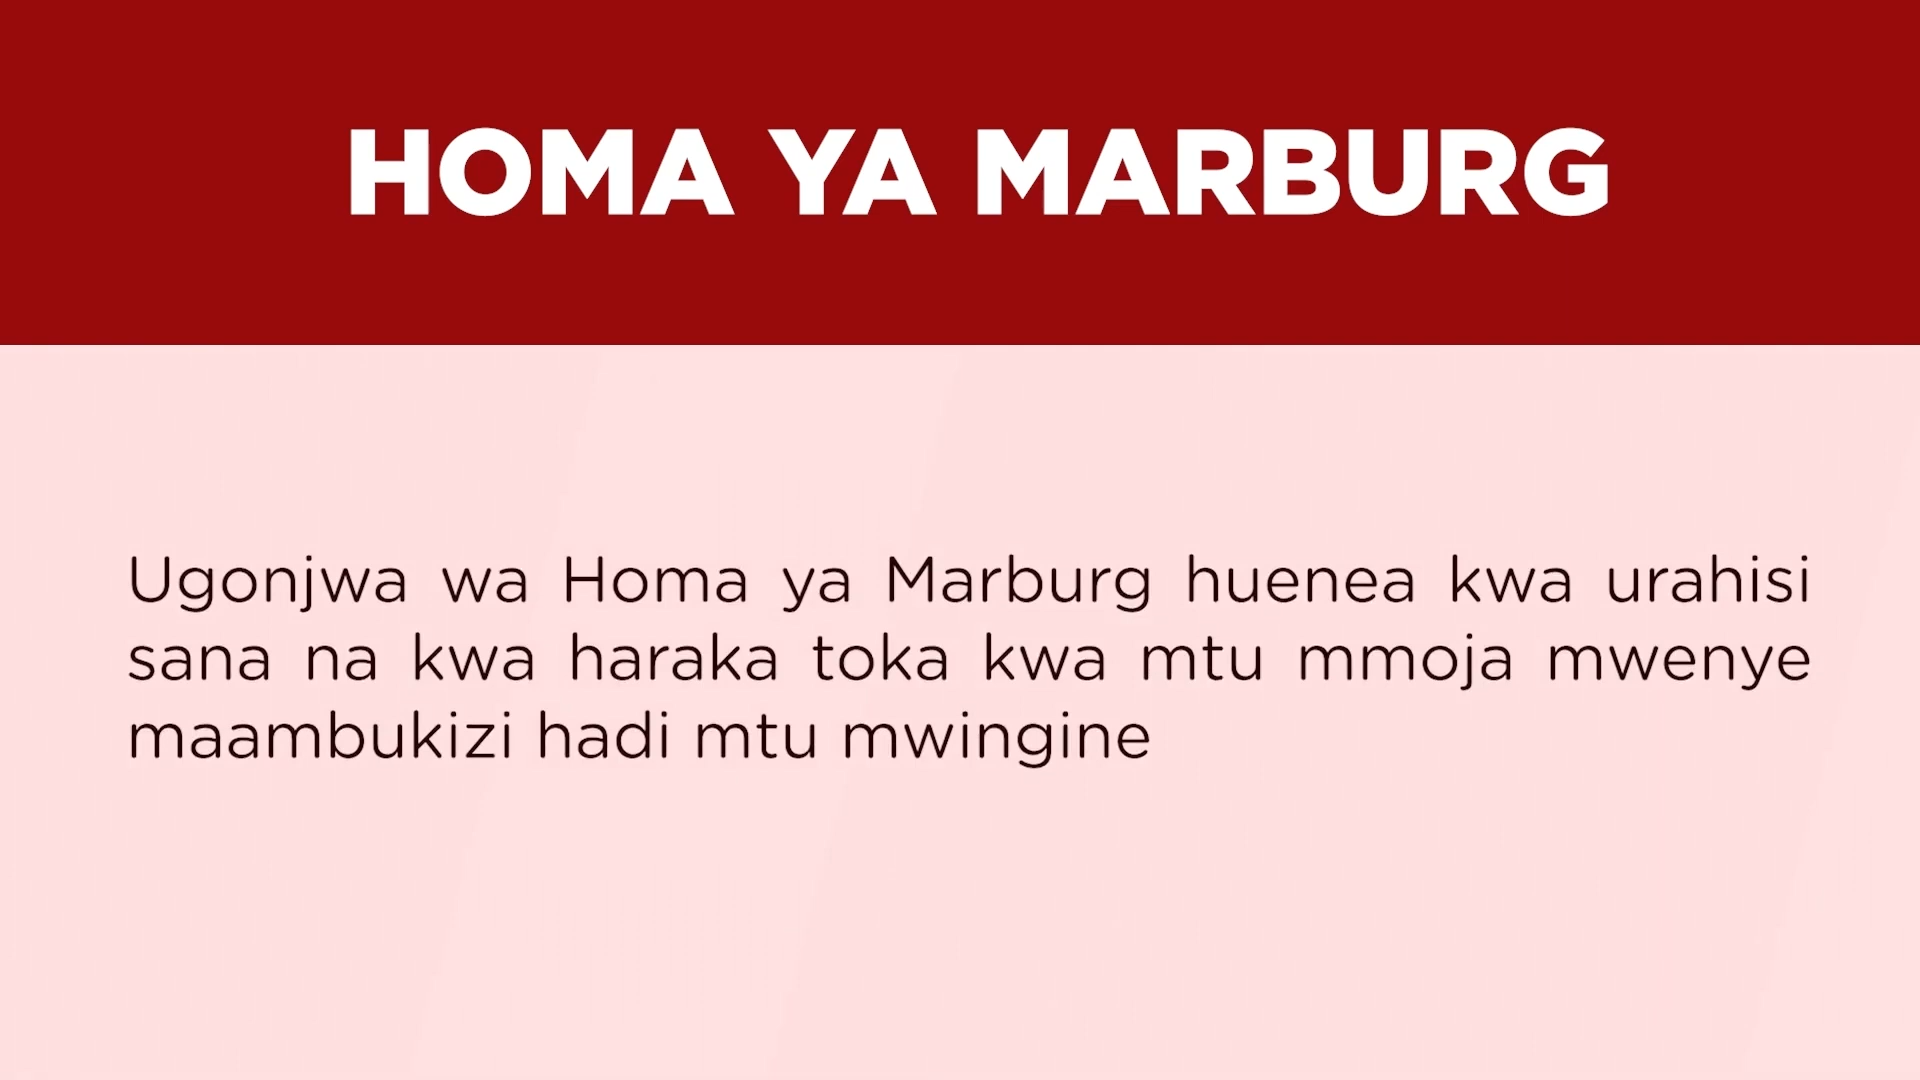 HOMA YA MARBURG
Ugonjwa wa Homa ya Marburg huenea kwa urahisi
sana na kwa haraka toka kwa mtu mmoja mwenye
maambukizi hadi mtu mwingine